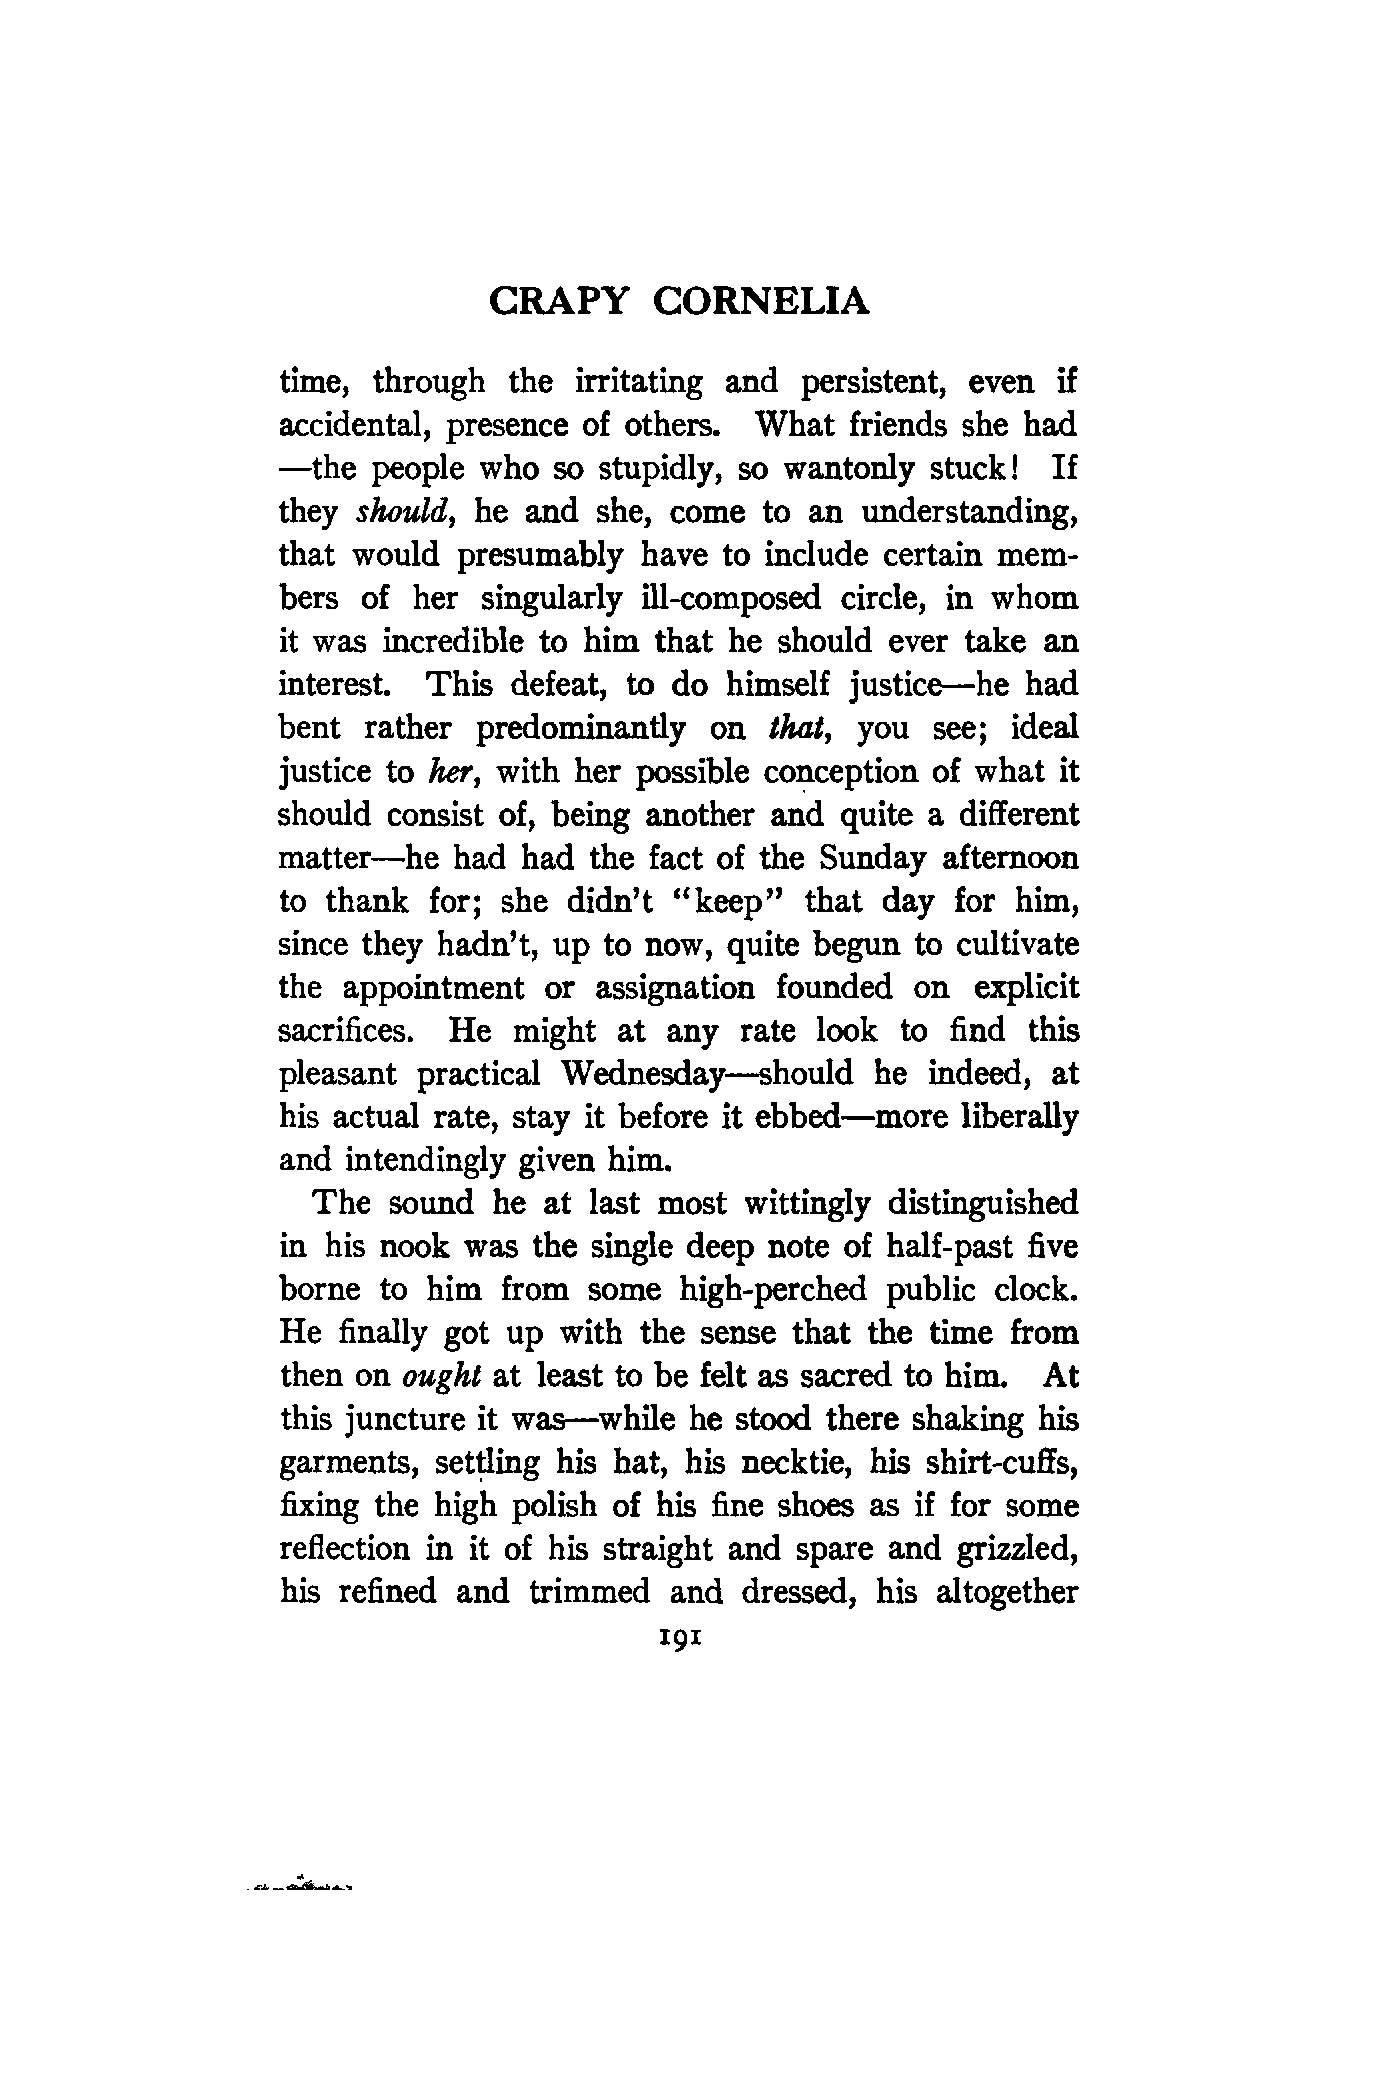 CRAPY CORNELIA
time, through the irritating and persistent, even if
accidental, presence of others. What friends she had
—the people who so stupidly, so wantonly stuck! If
they should, he and she, come to an understanding,
that would presumably have to include certain mem-
bers of her singularly ill-composed circle, in whom
it was incredible to him that he should ever take an
interest. This defeat, to do himself justice—he had
bent rather predominantly on that, you see; ideal
justice to her, with her possible conception of what it
should consist of, being another and quite a different
matter—he had had the fact of the Sunday afternoon
to thank for; she didn't "keep" that day for him,
since they hadn't, up to now, quite begun to cultivate
the appointment or assignation founded on explicit
sacrifices. He might at any rate look to find this
pleasant practical Wednesday—should he indeed, at
his actual rate, stay it before it ebbed—more liberally
and intendingly given him.
The sound he at last most wittingly distinguished
in his nook was the single deep note of half-past five
borne to him from some high-perched public clock.
He finally got up with the sense that the time from
then on ought at least to be felt as sacred to him. At
this juncture it was—while he stood there shaking his
garments, settling his hat, his necktie, his shirt-cuffs,
fixing the high polish of his fine shoes as if for some
reflection in it of his straight and spare and grizzled,
his refined and trimmed and dressed, his altogether
191